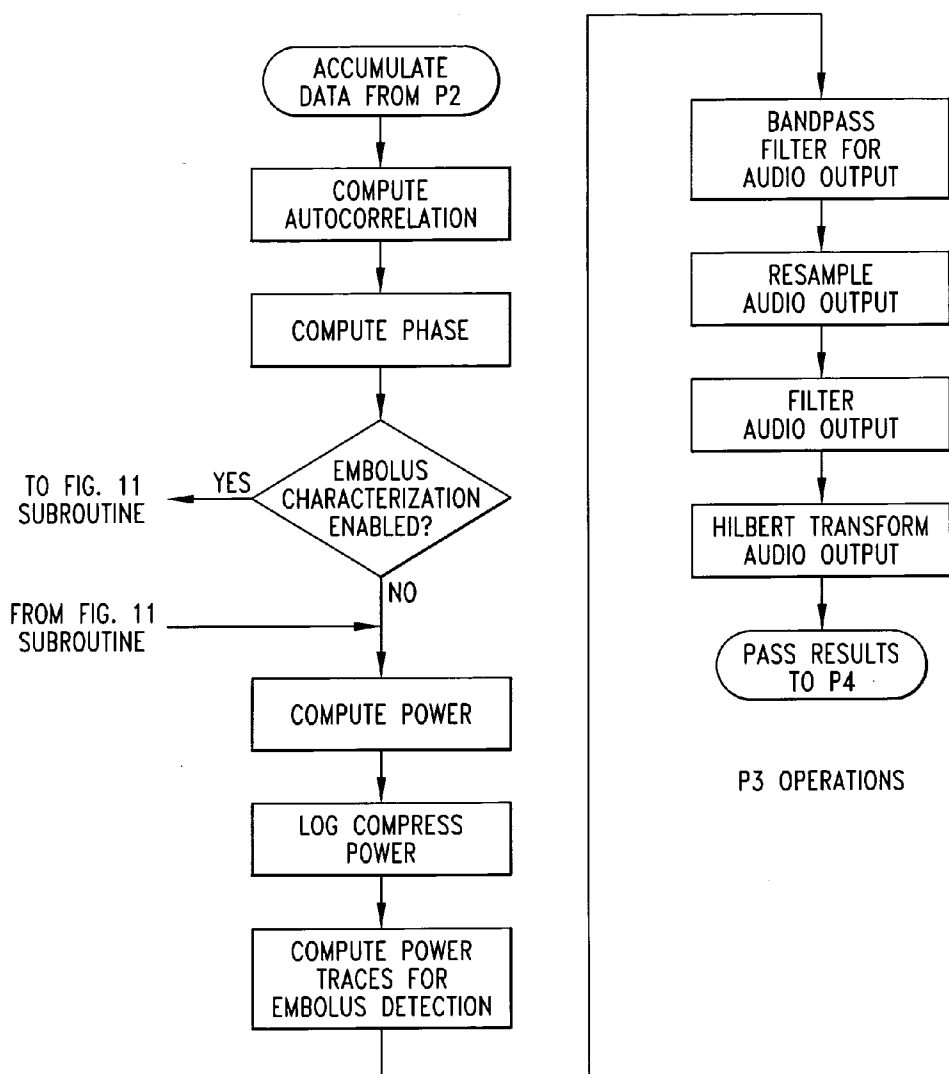 ACCUMULATE
DATA FROM P2
COMPUTE
AUTOCORRELATION
COMPUTE PHASE
EMBOLUS
CHARACTERIZATION
ENABLED?
YES
TO FIG. 11
SUBROUTINE
NO
FROM FIG. 11
SUBROUTINE
COMPUTE POWER
LOG COMPRESS
POWER
COMPUTE POWER
TRACES FOR
EMBOLUS DETECTION
BANDPASS
FILTER FOR
AUDIO OUTPUT
RESAMPLE
AUDIO OUTPUT
FILTER
AUDIO OUTPUT
HILBERT TRANSFORM
AUDIO OUTPUT
PASS RESULTS
TO P4
P3 OPERATIONS